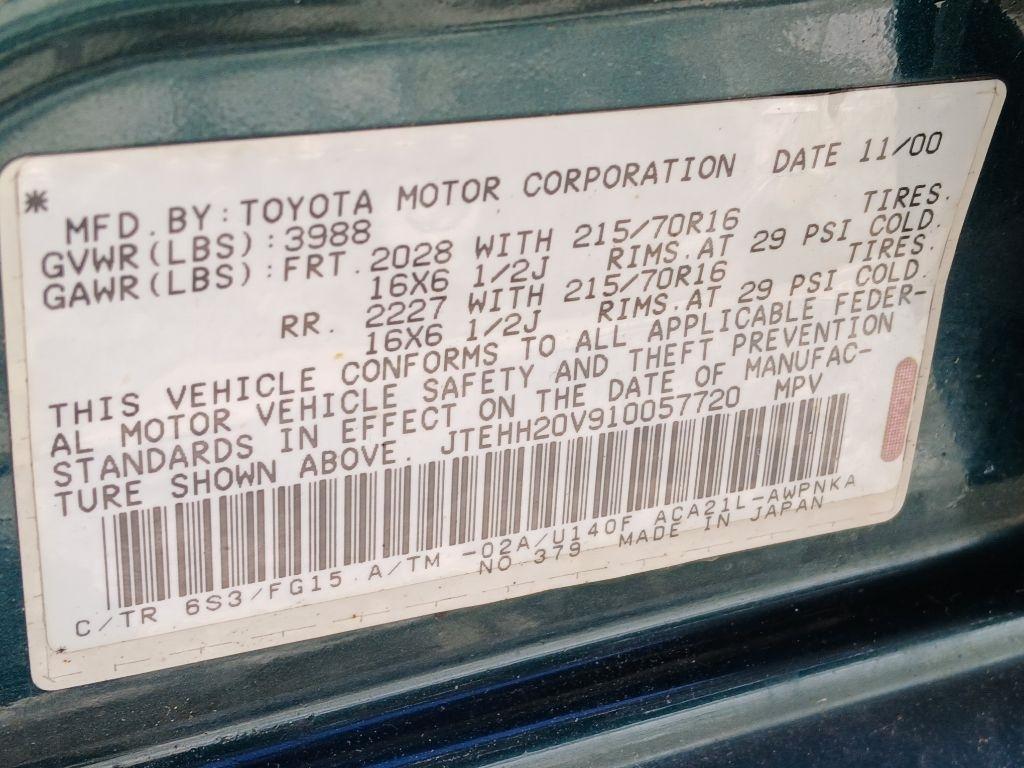 * MFD. BY: TOYOTA MOTOR CORPORATION DATE 11/00
GVWR(LBS):3988
GAWR(LBS):FRT. 2028 WITH 215/70R16 TIRES.
16X6 1/2J RIMS.AT 29 PSI COLD.
RR. 2227 WITH 215/70R16 TIRES.
16X6 1/2J RIMS.AT 29 PSI COLD.
THIS VEHICLE CONFORMS TO ALL APPLICABLE FEDER-
AL MOTOR VEHICLE SAFETY AND THEFT PREVENTION
STANDARDS IN EFFECT ON THE DATE OF MANUFAC-
TURE SHOWN ABOVE. JTEHH20V910057720 MPV
C/TR 6S3/FG15 A/TM -02A/U140F ACA21L-AWPNKA
* NO 379 MADE IN JAPAN